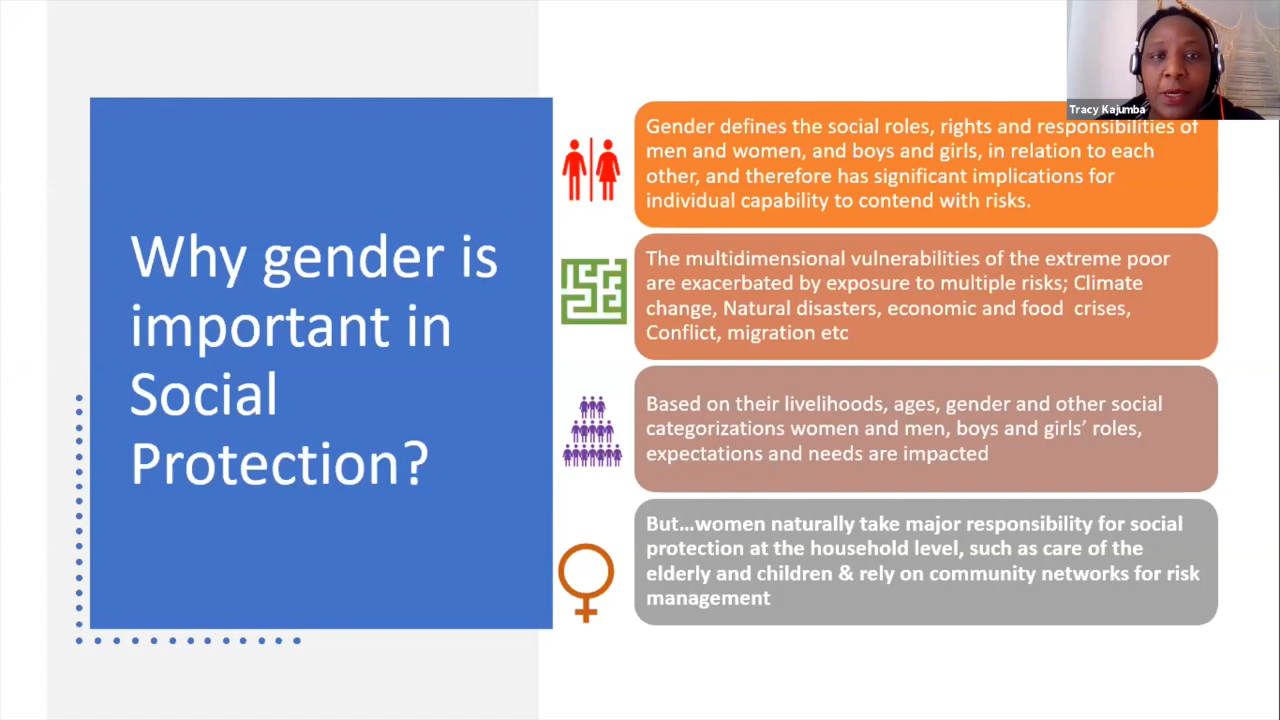 Why gender is
important in
Social
Protection?
Tracy Kajumba
Gender defines the social roles, rights and responsibilities of
men and women, and boys and girls, in relation to each
other, and therefore has significant implications for
individual capability to contend with risks.
The multidimensional vulnerabilities of the extreme poor
are exacerbated by exposure to multiple risks; Climate
change, Natural disasters, economic and food crises,
Conflict, migration etc
Based on their livelihoods, ages, gender and other social
categorizations women and men, boys and girls’ roles,
expectations and needs are impacted
But…women naturally take major responsibility for social
protection at the household level, such as care of the
elderly and children & rely on community networks for risk
management